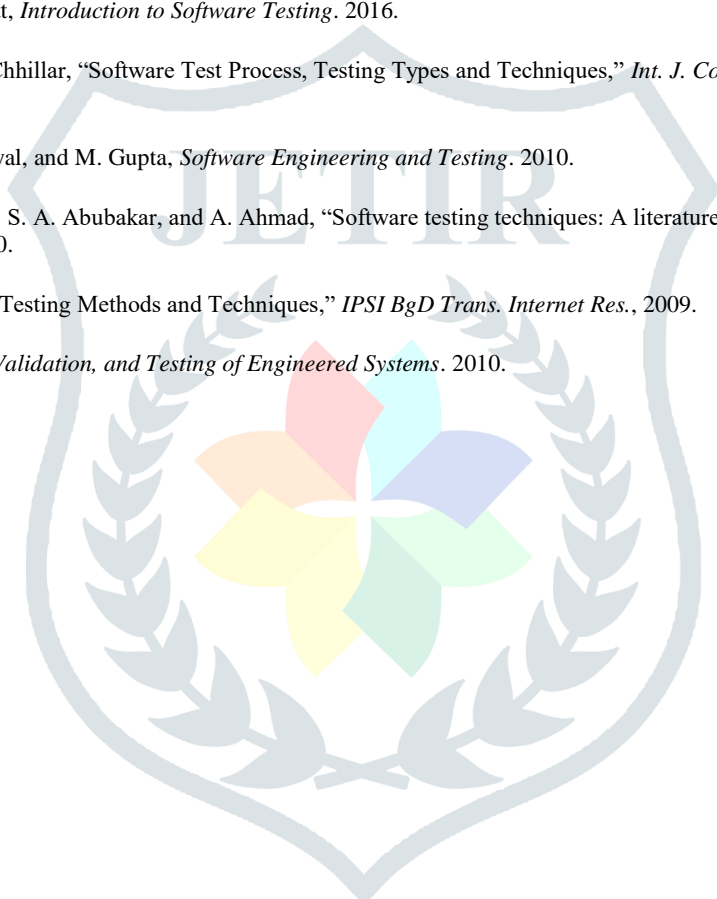 t, Introduction to Software Testing. 2016.
Chhillar, “Software Test Process, Testing Types and Techniques,” Int. J. Co
val, and M. Gupta, Software Engineering and Testing. 2010.
S. A. Abubakar, and A. Ahmad, “Software testing techniques: A literature
0.
Testing Methods and Techniques,” IPSI BgD Trans. Internet Res., 2009.
Validation, and Testing of Engineered Systems. 2010.
JETIR